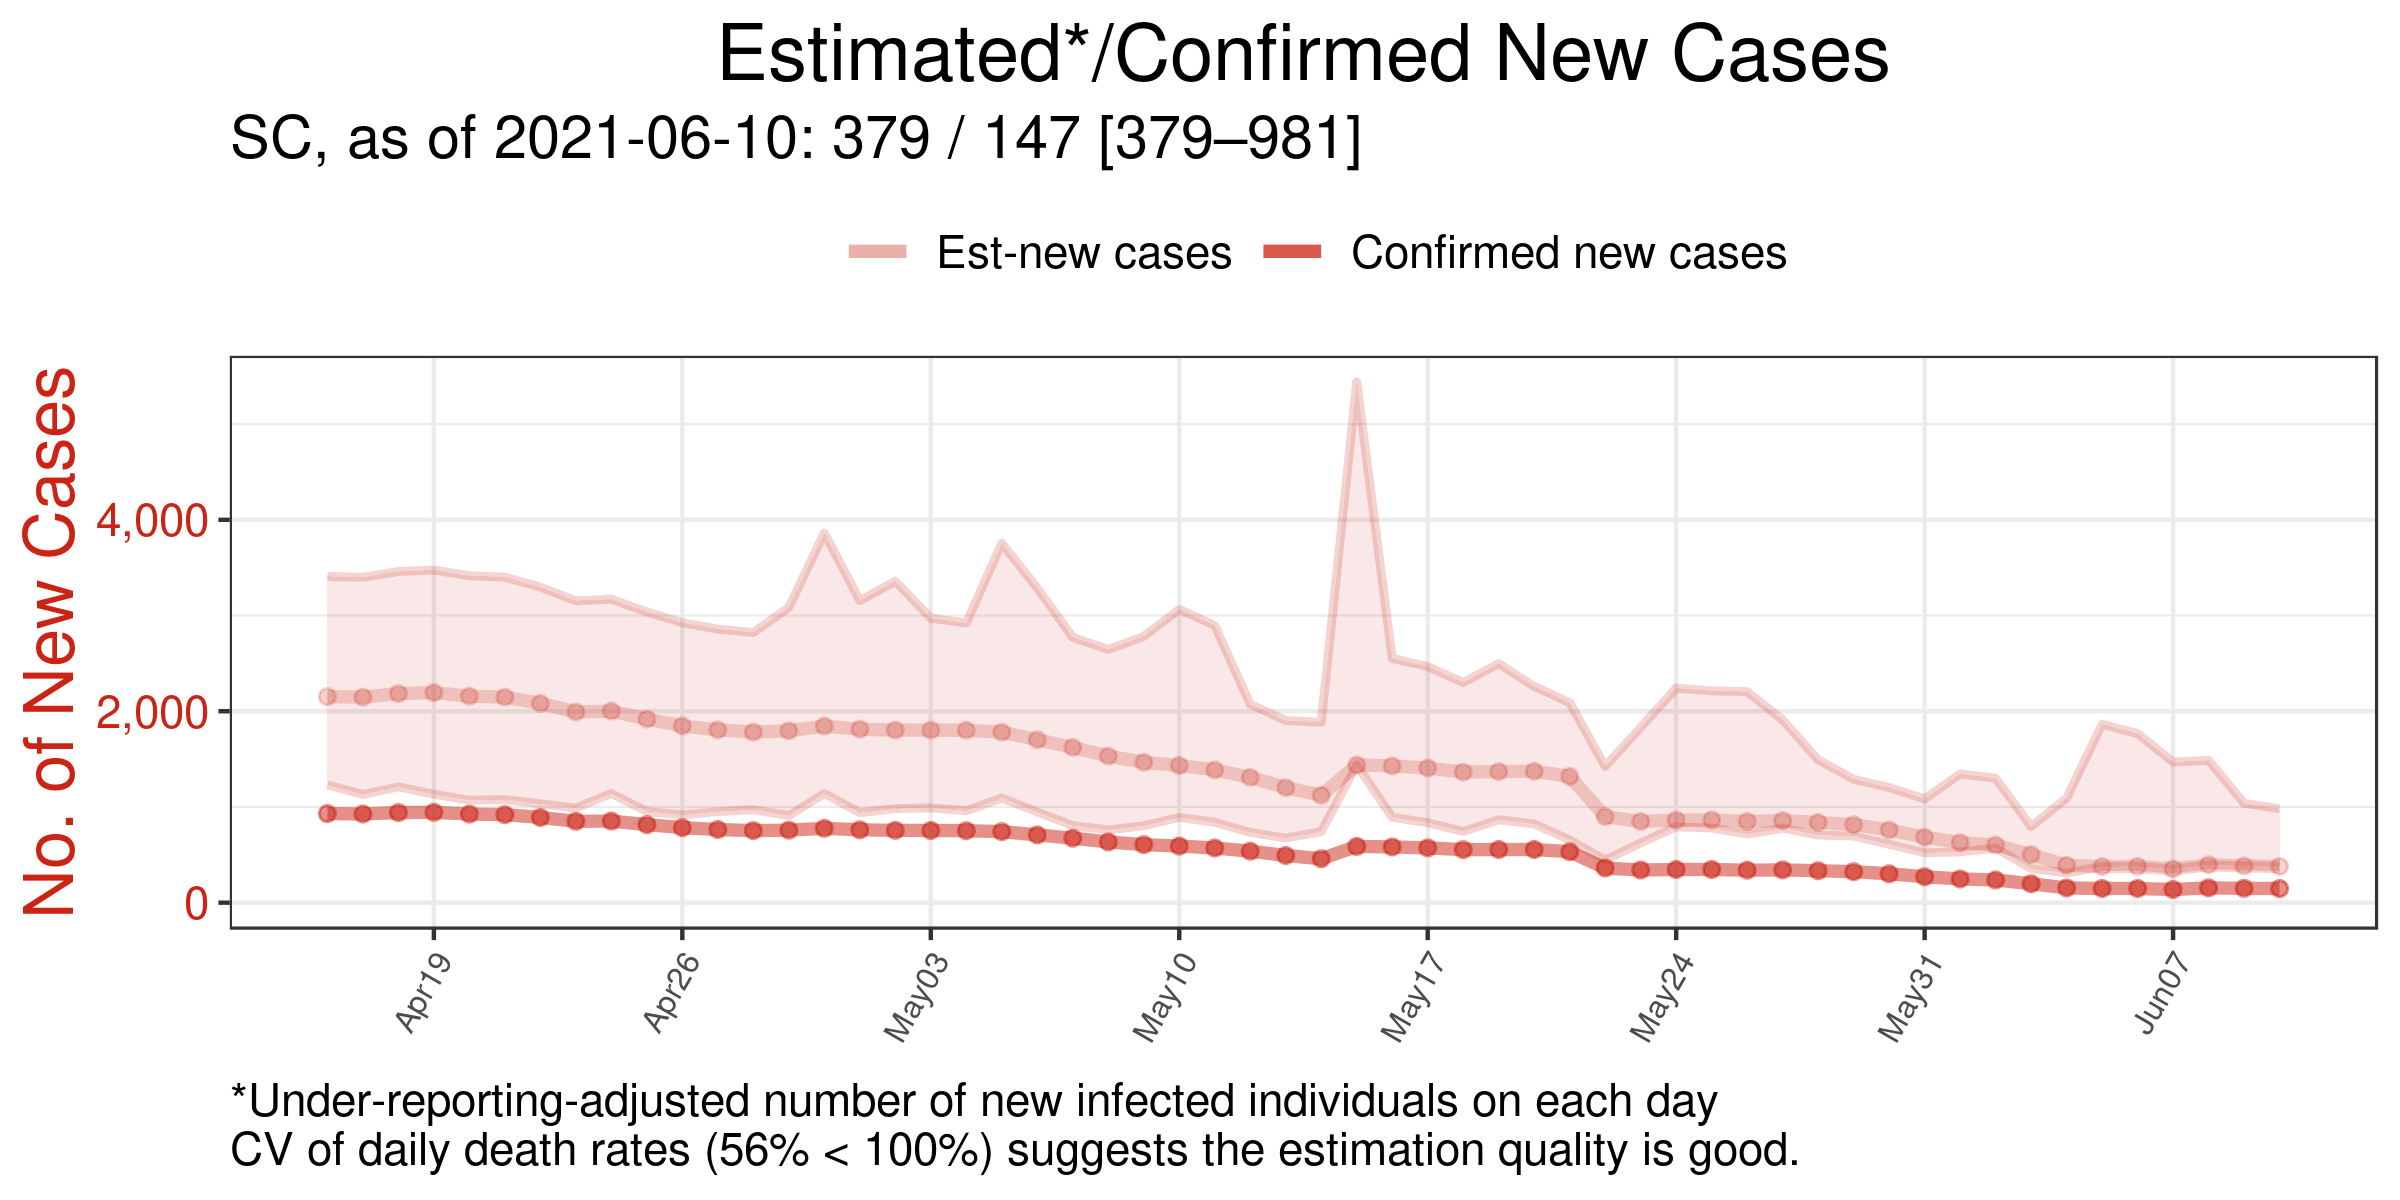 Estimated*/Confirmed New Cases
SC, as of 2021-06-10: 379 / 147 [379–981]
Est-new cases
Confirmed new cases
No. of New Cases
4,000
2,000
0
Apr19
Apr26
May03
May10
May17
May24
May31
Jun07
*Under-reporting-adjusted number of new infected individuals on each day
CV of daily death rates (56% < 100%) suggests the estimation quality is good.